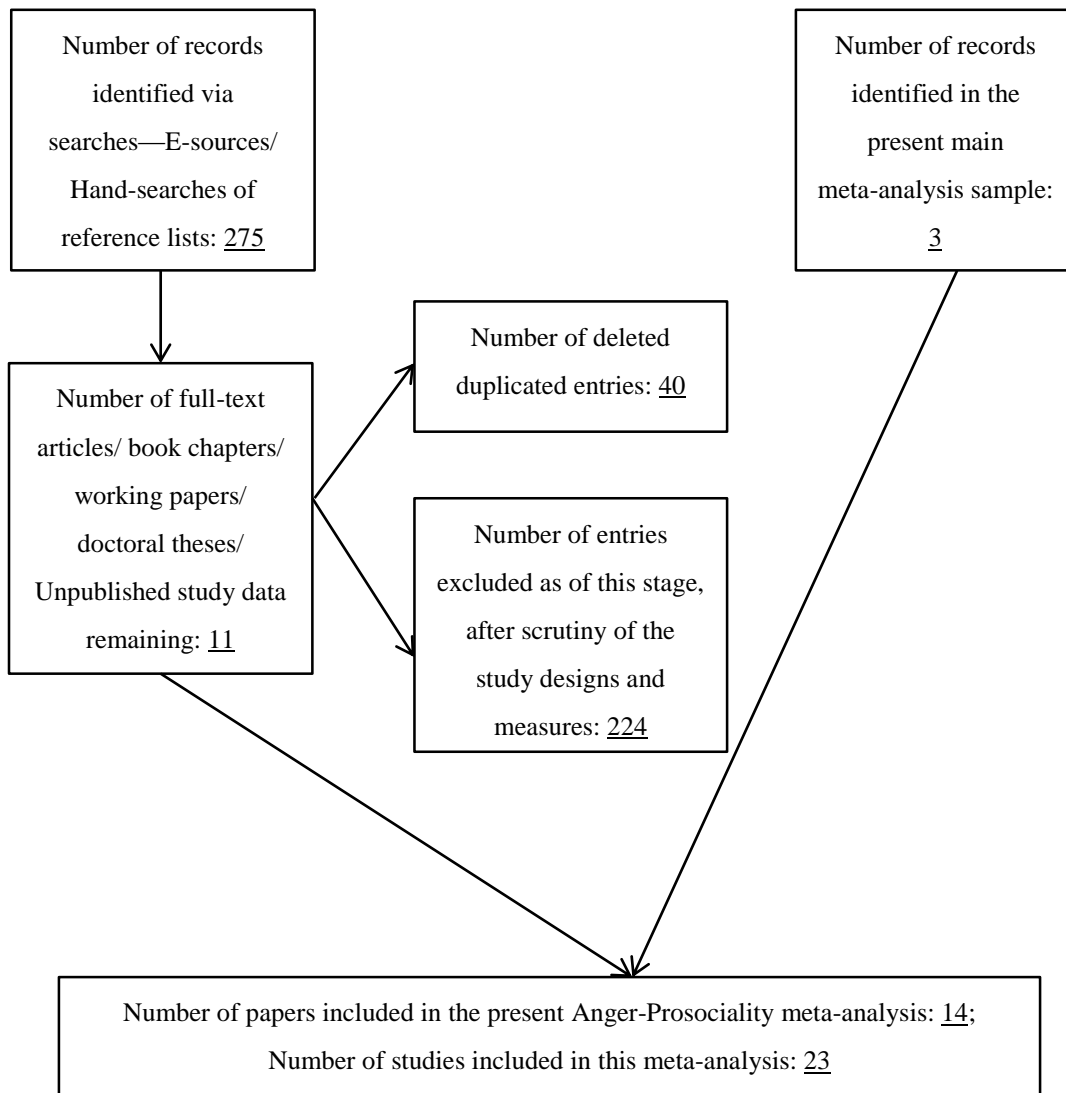 Number of records
identified via
searches—E-sources/
Hand-searches of
reference lists: 275
Number of records
identified in the
present main
meta-analysis sample:
3
Number of deleted
duplicated entries: 40
Number of full-text
articles/ book chapters/
working papers/
doctoral theses/
Unpublished study data
remaining: 11
Number of entries
excluded as of this stage,
after scrutiny of the
study designs and
measures: 224
Number of papers included in the present Anger-Prosociality meta-analysis: 14;
Number of studies included in this meta-analysis: 23